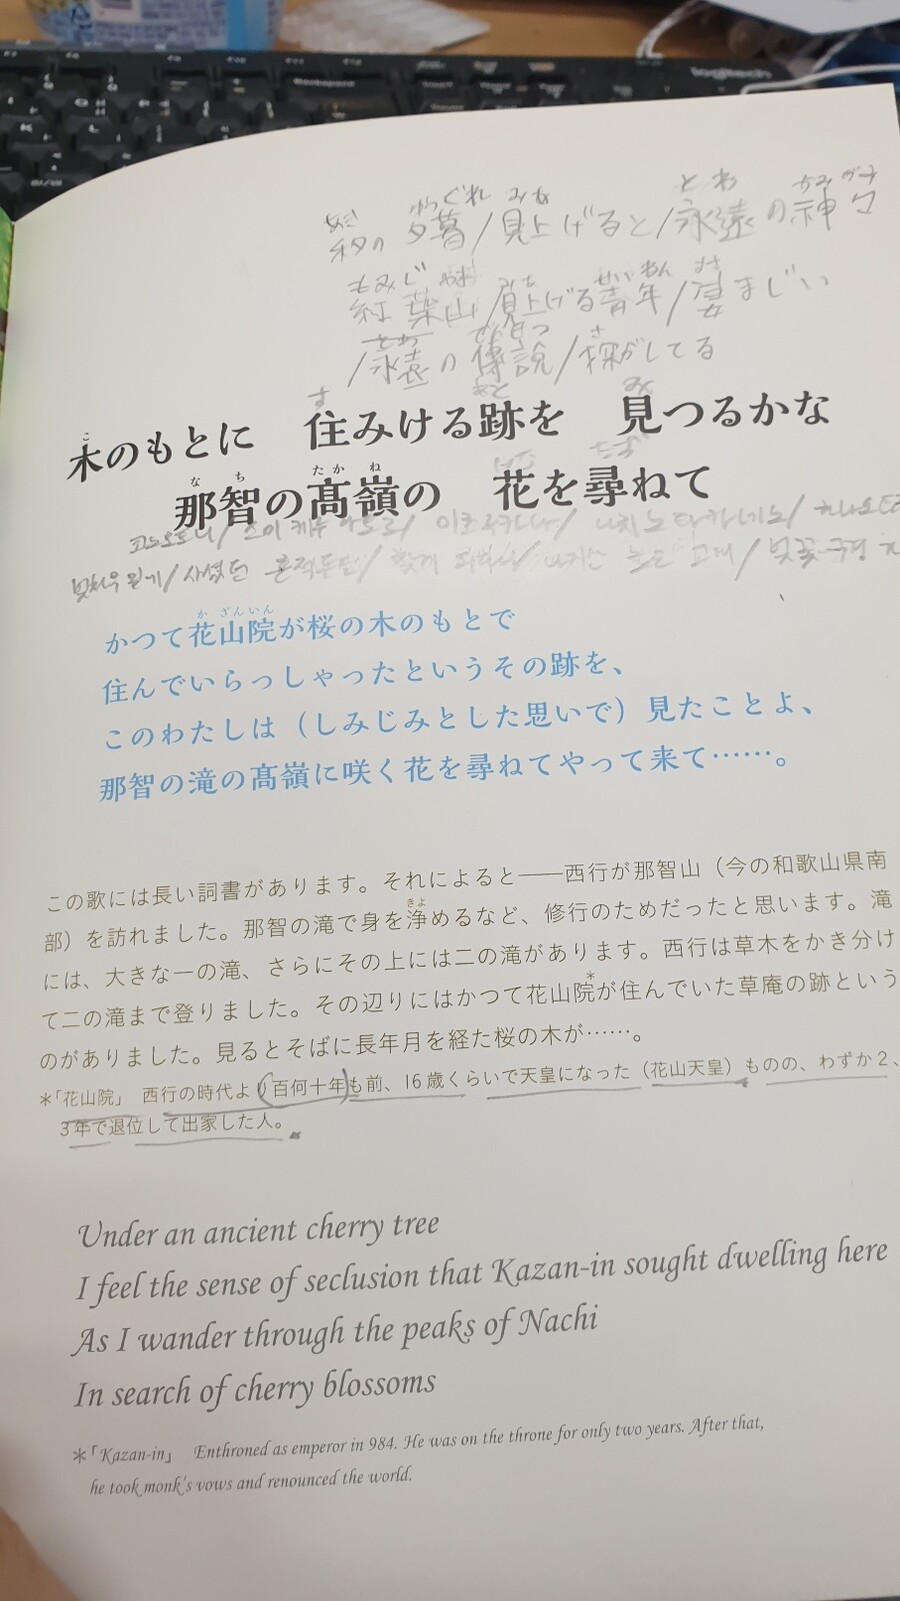 秋の夕暮/見上げると/永遠の神々
紅葉山/見上げる青年/凄まじい
/永遠の傳說/探がしてる
木のもとに 住みける跡を 見つるかな
那智の高嶺の 花を尋ねて
かつて花山院が桜の木のもとで
住んでいらっしゃったというその跡を、
このわたしは（しみじみとした思いで）見たことよ、
那智の滝の高嶺に咲く花を尋ねてやって来て……。
この歌には長い詞書があります。それによると――西行が那智山（今の和歌山県南
部）を訪れました。那智の滝で身を浄めるなど、修行のためだったと思います。滝
には、大きな一の滝、さらにその上には二の滝があります。西行は草木をかき分け
て二の滝まで登りました。その辺りにはかつて花山院*が住んでいた草庵の跡という
のがありました。見るとそばに長年月を経た桜の木が……。
＊「花山院」 西行の時代より百何十年も前、16歳くらいで天皇になった（花山天皇）ものの、わずか2、
3年で退位して出家した人。
Under an ancient cherry tree
I feel the sense of seclusion that Kazan-in sought dwelling here
As I wander through the peaks of Nachi
In search of cherry blossoms
＊「Kazan-in」 Enthroned as emperor in 984. He was on the throne for only two years. After that,
he took monk's vows and renounced the world.